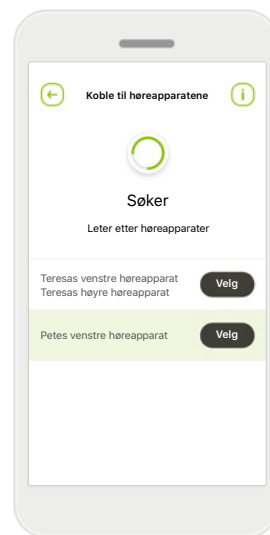 Koble til høreapparatene
Søker
Leter etter høreapparater
Teresas venstre høreapparat
Teresas høyre høreapparat
Velg
Petes venstre høreapparat
Velg